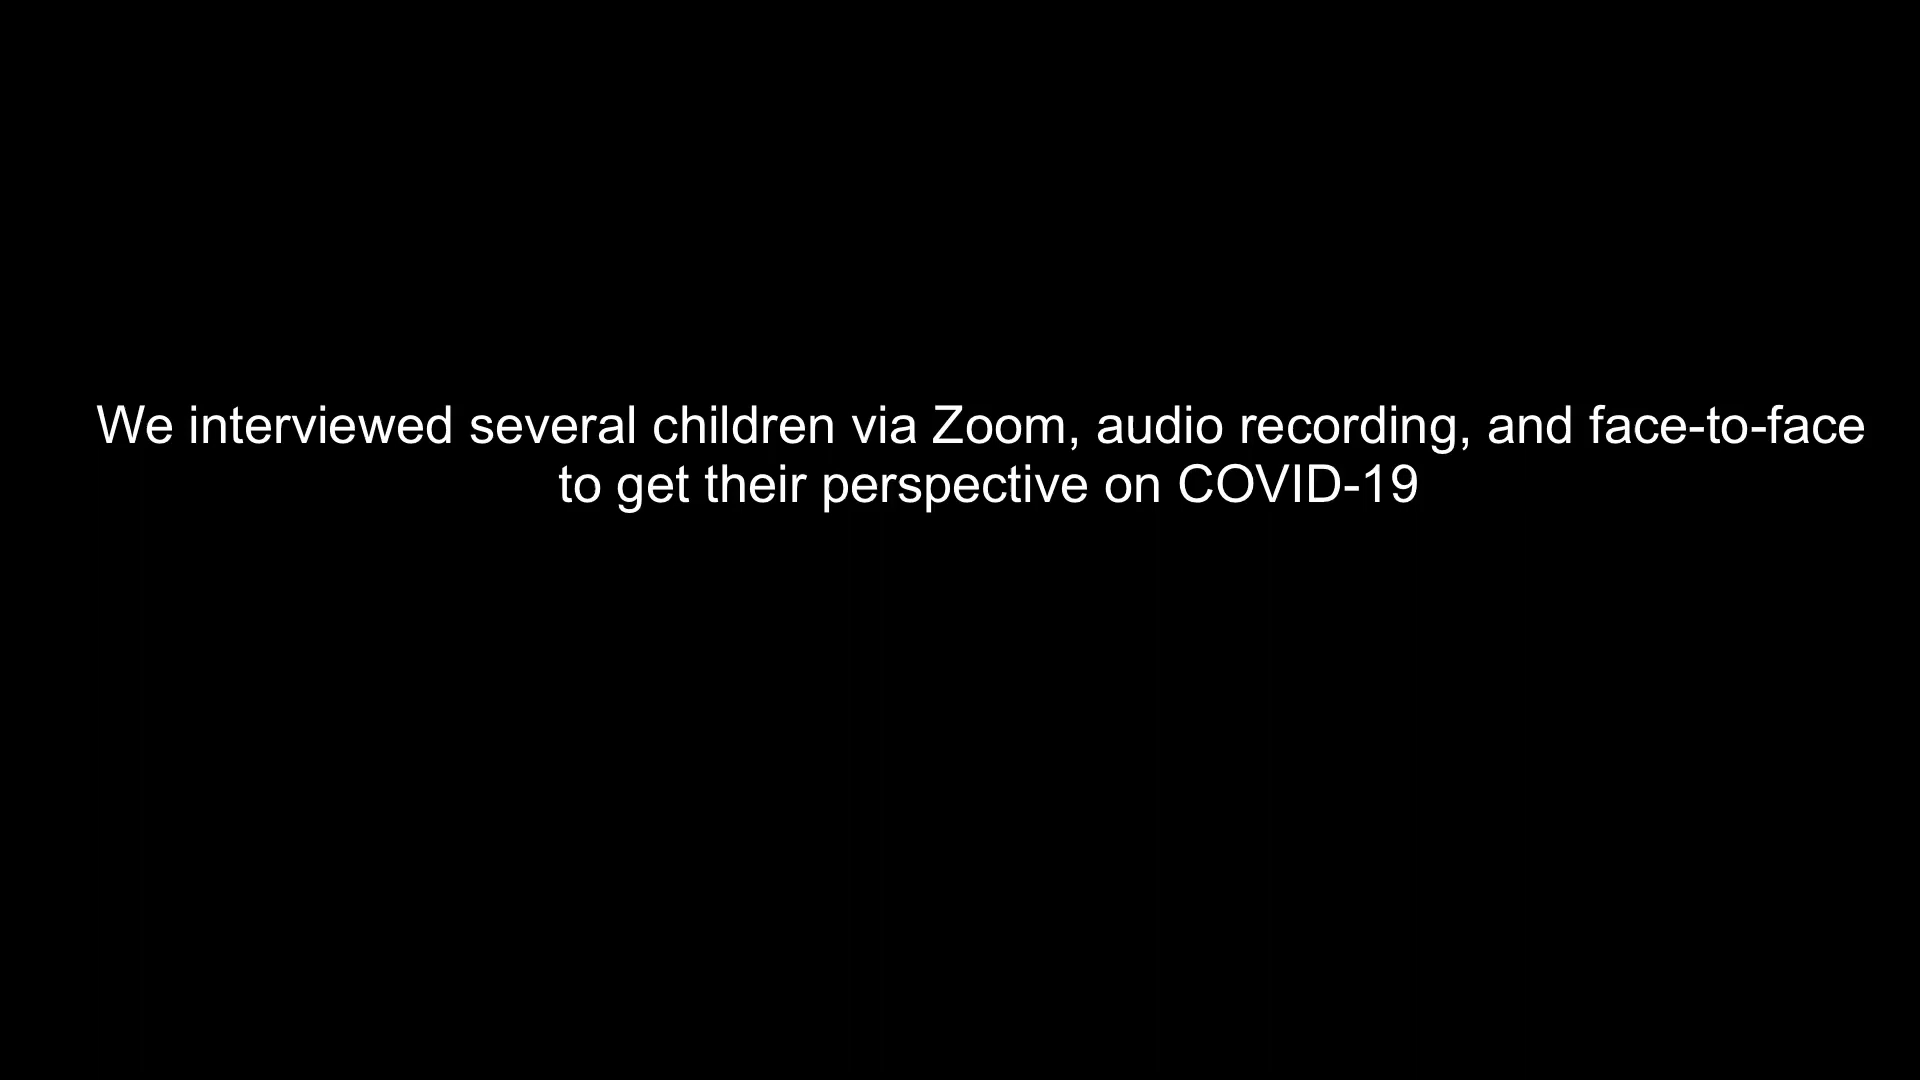 We interviewed several children via Zoom, audio recording, and face-to-face
to get their perspective on COVID-19